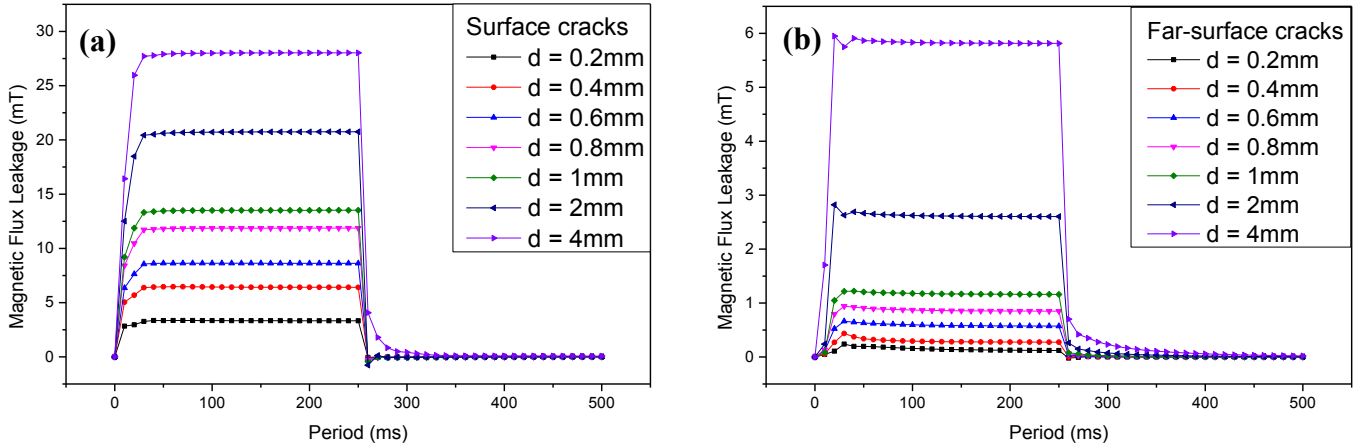 (a)
Surface cracks
d = 0.2mm
d = 0.4mm
d = 0.6mm
d = 0.8mm
d = 1mm
d = 2mm
d = 4mm
Magnetic Flux Leakage (mT)
30
25
20
15
10
5
0
0
100
200
300
400
500
Period (ms)
(b)
Far-surface cracks
d = 0.2mm
d = 0.4mm
d = 0.6mm
d = 0.8mm
d = 1mm
d = 2mm
d = 4mm
Magnetic Flux Leakage (mT)
6
5
4
3
2
1
0
0
100
200
300
400
500
Period (ms)